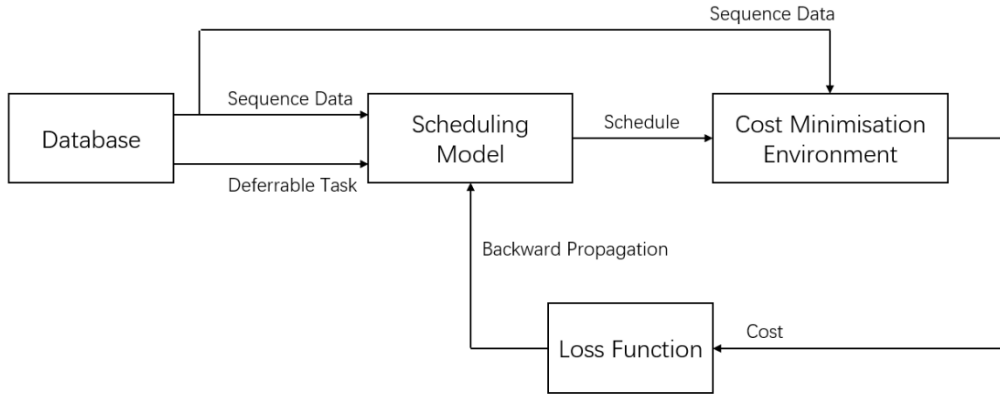 Sequence Data
Sequence Data
Database
Scheduling
Model
Schedule
Cost Minimisation
Environment
Deferrable Task
Backward Propagation
Loss Function
Cost